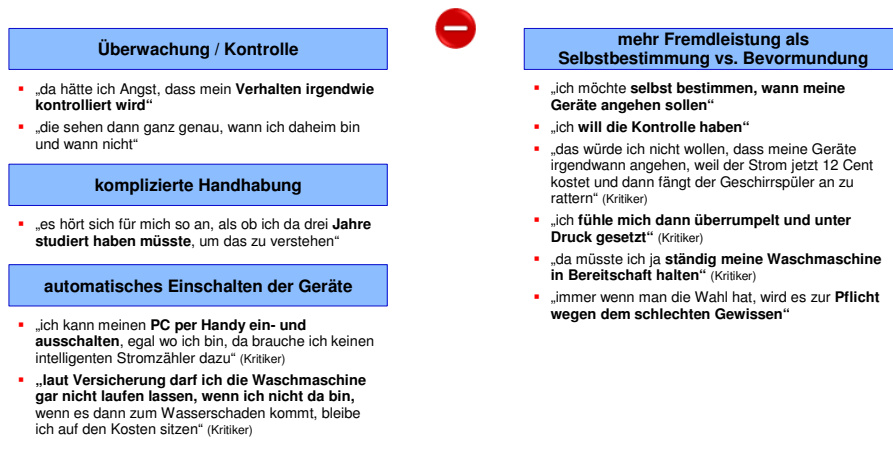 Überwachung / Kontrolle
„da hätte ich Angst, dass mein Verhalten irgendwie
kontrolliert wird“
„die sehen dann ganz genau, wann ich daheim bin
und wann nicht“
komplizierte Handhabung
„es hört sich für mich so an, als ob ich da drei Jahre
studiert haben müsste, um das zu verstehen“
automatisches Einschalten der Geräte
„ich kann meinen PC per Handy ein- und
ausschalten, egal wo ich bin, da brauche ich keinen
intelligenten Stromzähler dazu“ (Kritiker)
„laut Versicherung darf ich die Waschmaschine
gar nicht laufen lassen, wenn ich nicht da bin,
wenn es dann zum Wasserschaden kommt, bleibe
ich auf den Kosten sitzen“ (Kritiker)
mehr Fremdleistung als
Selbstbestimmung vs. Bevormundung
„ich möchte selbst bestimmen, wann meine
Geräte angehen sollen“
„ich will die Kontrolle haben“
„das würde ich nicht wollen, dass meine Geräte
irgendwann angehen, weil der Strom jetzt 12 Cent
kostet und dann fängt der Geschirrspüler an zu
rattern“ (Kritiker)
„ich fühle mich dann überrumpelt und unter
Druck gesetzt“ (Kritiker)
„da müsste ich ja ständig meine Waschmaschine
in Bereitschaft halten“ (Kritiker)
„immer wenn man die Wahl hat, wird es zur Pflicht
wegen dem schlechten Gewissen“